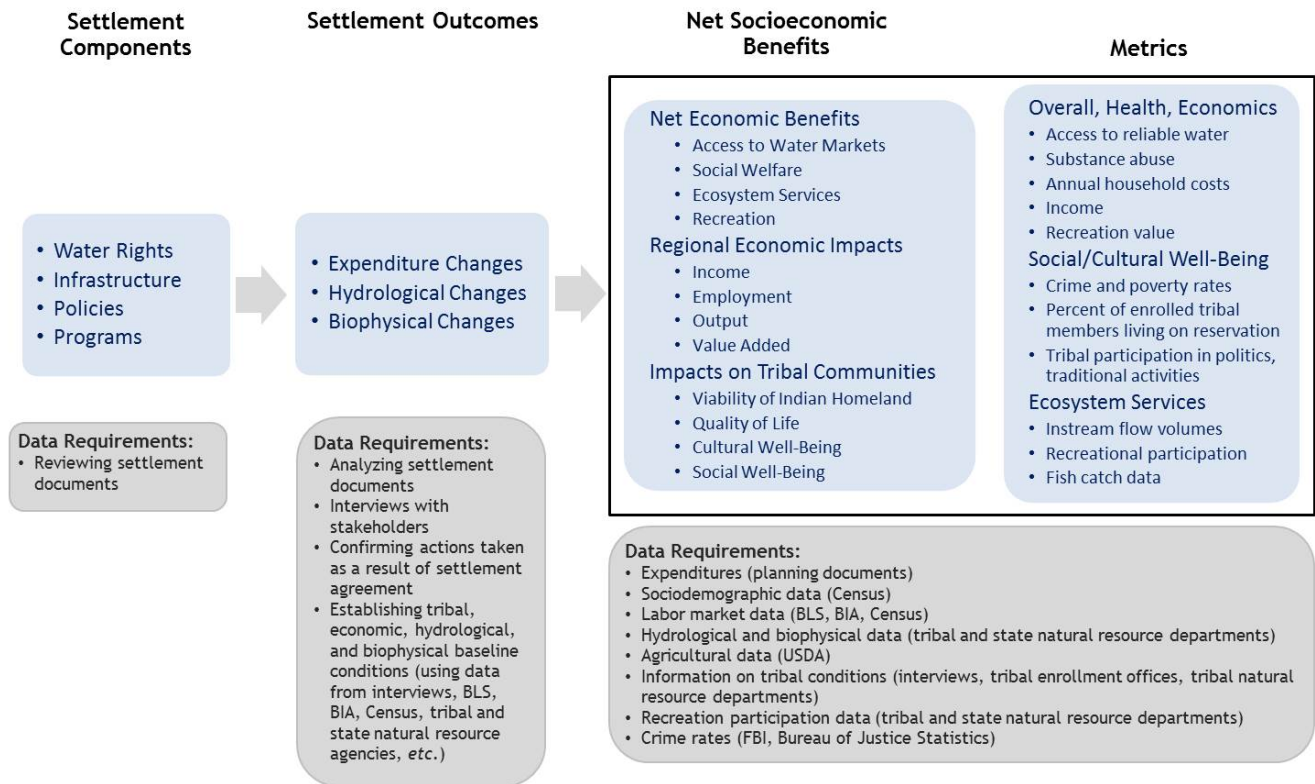 Settlement
Components
Settlement Outcomes
Net Socioeconomic
Benefits
Metrics
• Water Rights
• Infrastructure
• Policies
• Programs
• Expenditure Changes
• Hydrological Changes
• Biophysical Changes
Net Economic Benefits
• Access to Water Markets
• Social Welfare
• Ecosystem Services
• Recreation
Regional Economic Impacts
• Income
• Employment
• Output
• Value Added
Impacts on Tribal Communities
• Viability of Indian Homeland
• Quality of Life
• Cultural Well-Being
• Social Well-Being
Overall, Health, Economics
• Access to reliable water
• Substance abuse
• Annual household costs
• Income
• Recreation value
Social/Cultural Well-Being
• Crime and poverty rates
• Percent of enrolled tribal
members living on reservation
• Tribal participation in politics,
traditional activities
Ecosystem Services
• Instream flow volumes
• Recreational participation
• Fish catch data
Data Requirements:
• Reviewing settlement
documents
Data Requirements:
• Analyzing settlement
documents
• Interviews with
stakeholders
• Confirming actions taken
as a result of settlement
agreement
• Establishing tribal,
economic, hydrological,
and biophysical baseline
conditions (using data
from interviews, BLS,
BIA, Census, tribal and
state natural resource
agencies, etc.)
Data Requirements:
• Expenditures (planning documents)
• Sociodemographic data (Census)
• Labor market data (BLS, BIA, Census)
• Hydrological and biophysical data (tribal and state natural resource departments)
• Agricultural data (USDA)
• Information on tribal conditions (interviews, tribal enrollment offices, tribal natural
resource departments)
• Recreation participation data (tribal and state natural resource departments)
• Crime rates (FBI, Bureau of Justice Statistics)